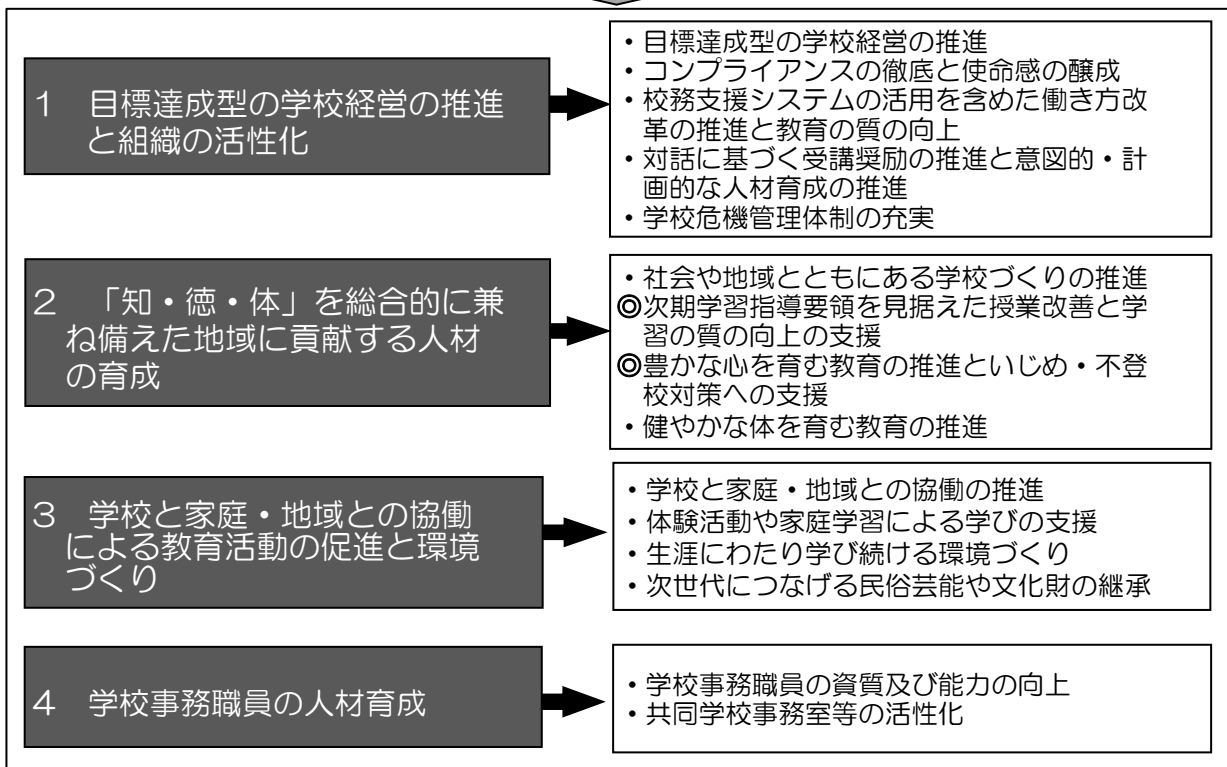 1 目標達成型の学校経営の推進
と組織の活性化
・目標達成型の学校経営の推進
・コンプライアンスの徹底と使命感の醸成
・校務支援システムの活用を含めた働き方改
革の推進と教育の質の向上
・対話に基づく受講奨励の推進と意図的・計
画的な人材育成の推進
・学校危機管理体制の充実
2 「知・徳・体」を総合的に兼
ね備えた地域に貢献する人材
の育成
・社会や地域とともにある学校づくりの推進
◎次期学習指導要領を見据えた授業改善と学
習の質の向上の支援
◎豊かな心を育む教育の推進といじめ・不登
校対策への支援
・健やかな体を育む教育の推進
3 学校と家庭・地域との協働
による教育活動の促進と環境
づくり
・学校と家庭・地域との協働の推進
・体験活動や家庭学習による学びの支援
・生涯にわたり学び続ける環境づくり
・次世代につなげる民俗芸能や文化財の継承
4 学校事務職員の人材育成
・学校事務職員の資質及び能力の向上
・共同学校事務室等の活性化